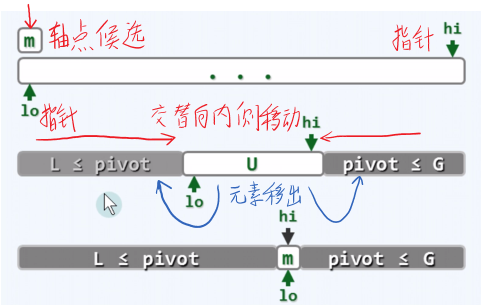 m 轴点候选 指针 hi
. . .
lo
指针 交替向内侧移动 hi
L ≤ pivot U pivot ≤ G
lo 元素移出
hi
L ≤ pivot m pivot ≤ G
lo